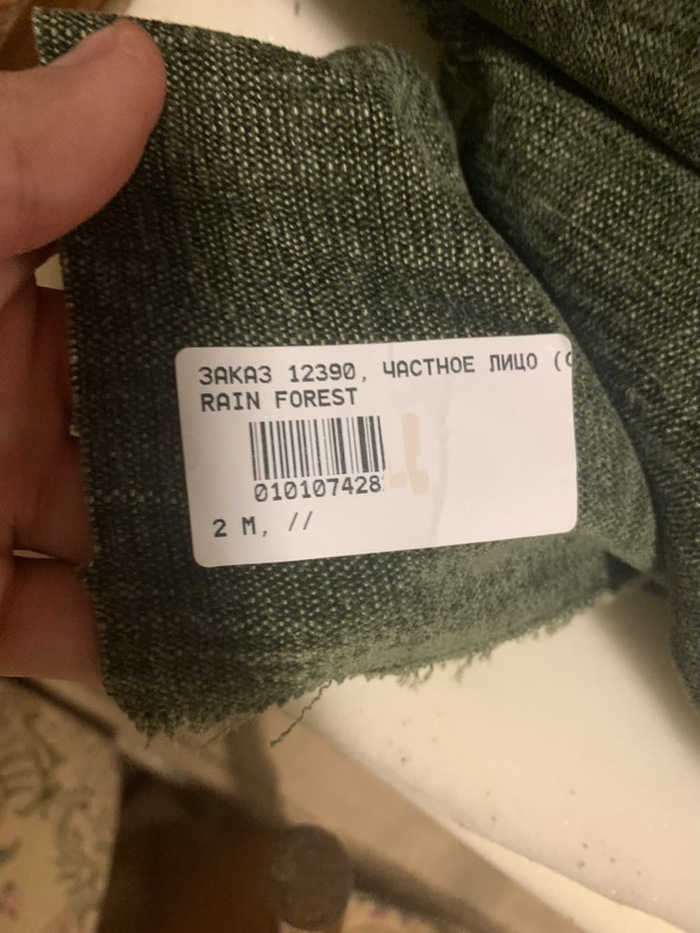 ЗАКАЗ 12390, ЧАСТНОЕ ЛИЦО (
RAIN FOREST
010107428
2 М, //